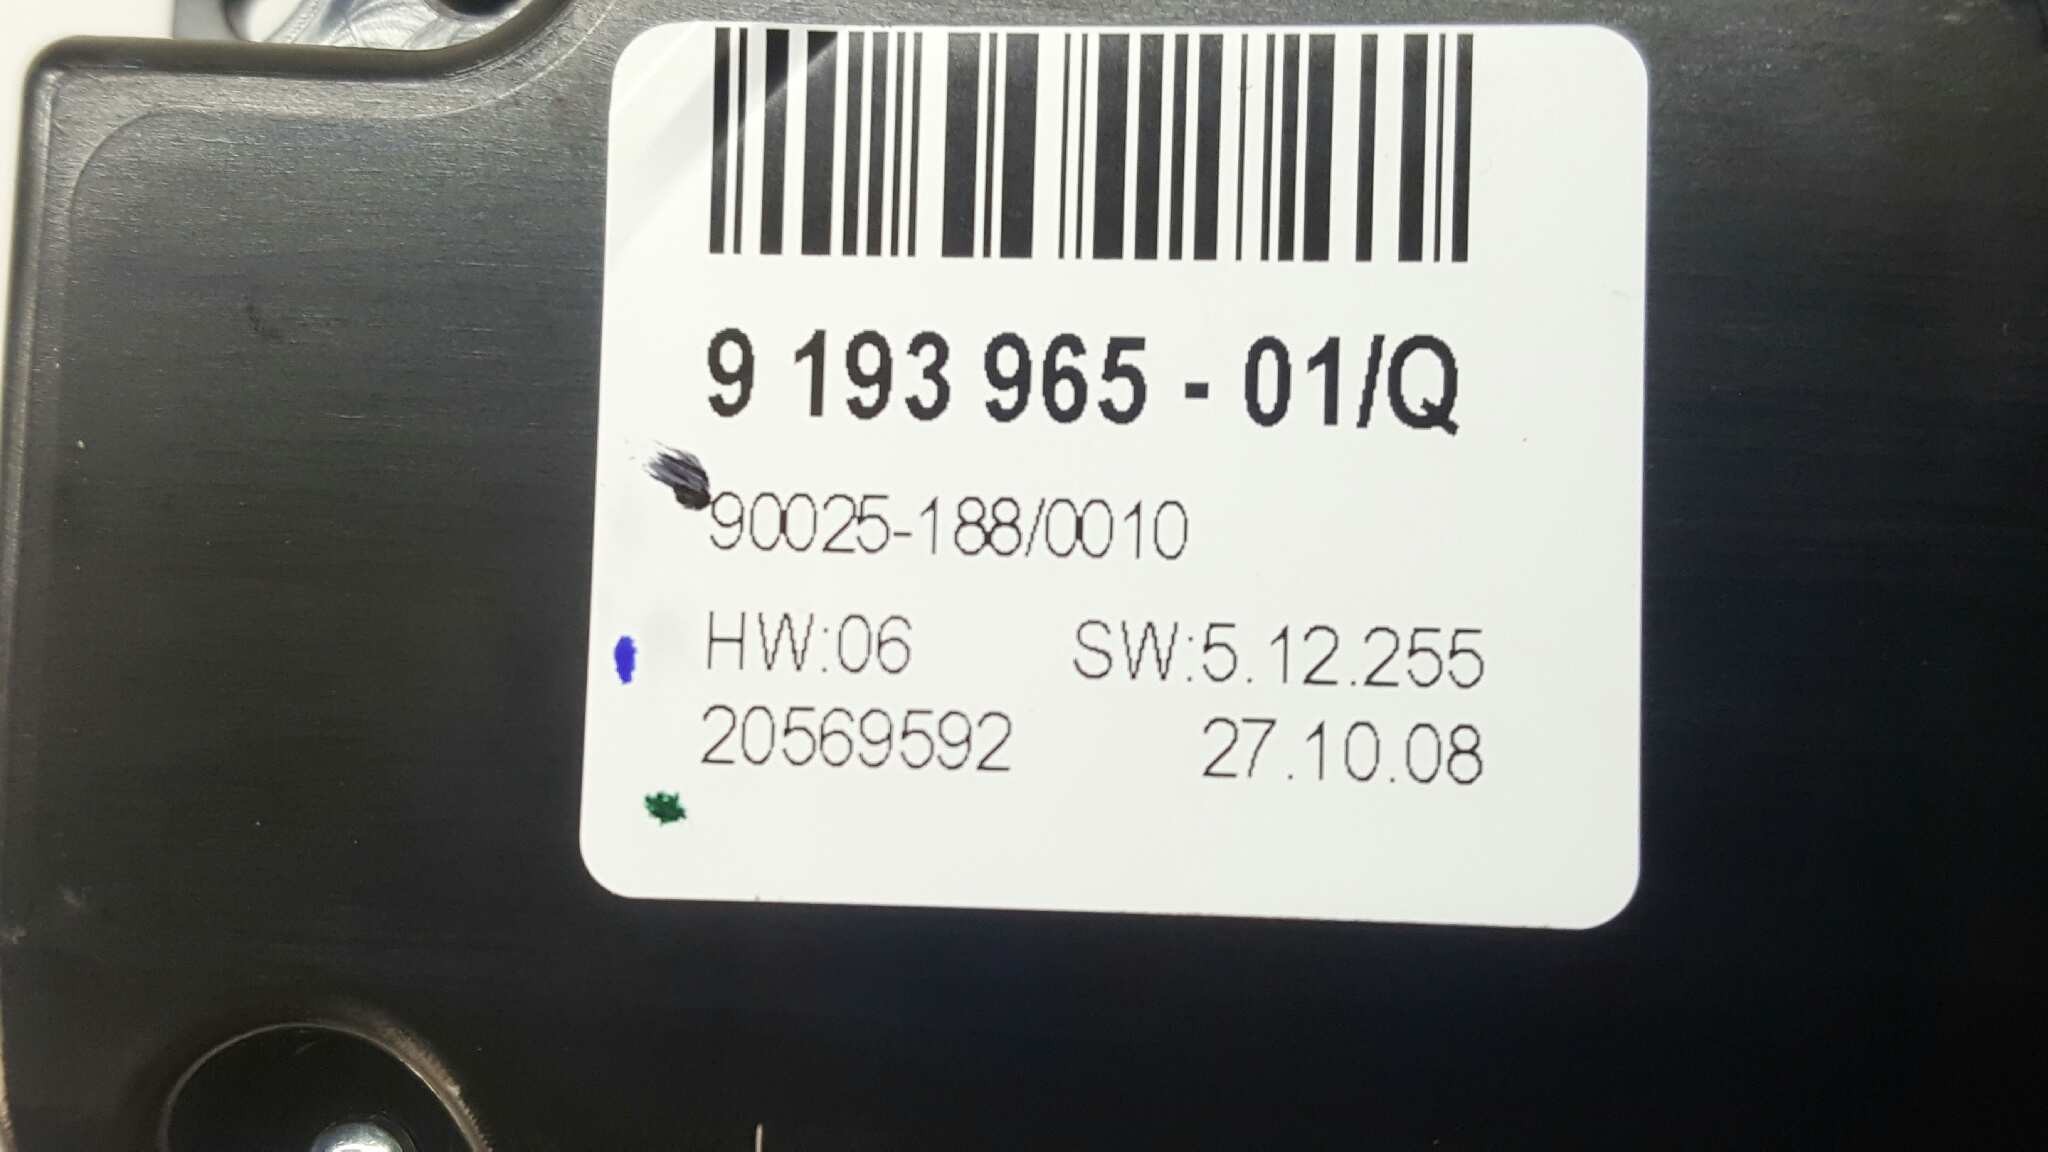 9 193 965 - 01/Q
90025-188/0010
HW:06 SW:5.12.255
20569592 27.10.08